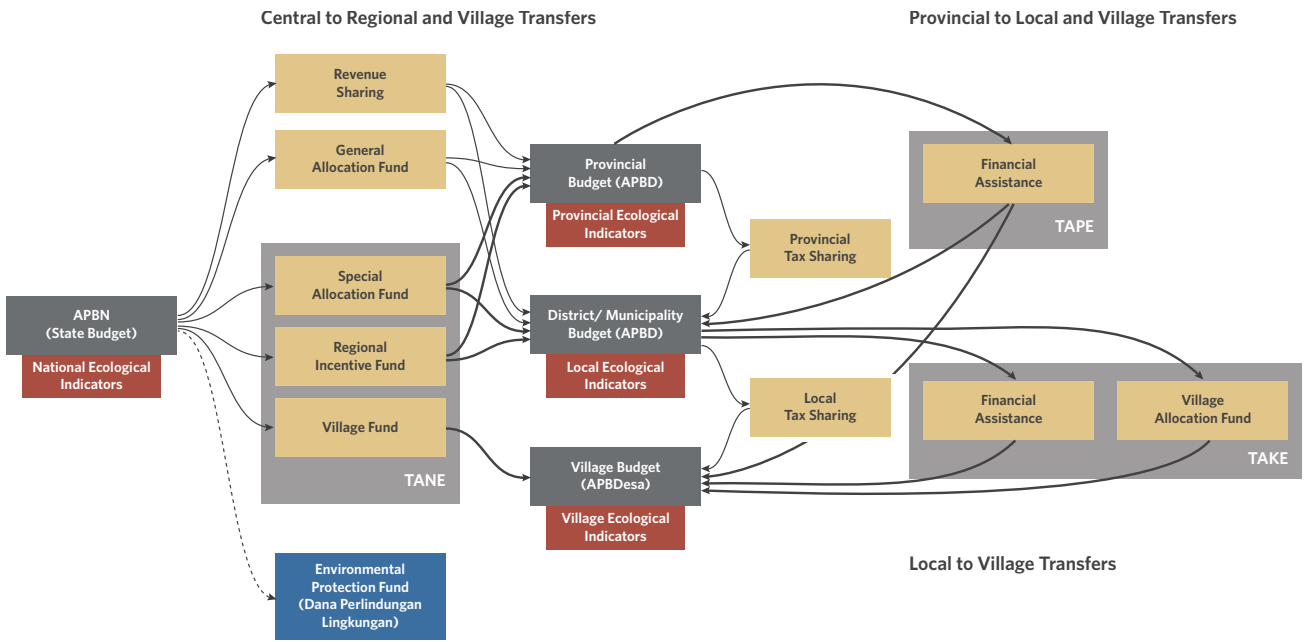 Central to Regional and Village Transfers
Provincial to Local and Village Transfers
Revenue
Sharing
General
Allocation Fund
Provincial
Budget (APBD)
Provincial Ecological
Indicators
Financial
Assistance
TAPE
Provincial
Tax Sharing
APBN
(State Budget)
National Ecological
Indicators
Special
Allocation Fund
Regional
Incentive Fund
Village Fund
TANE
District/ Municipality
Budget (APBD)
Local Ecological
Indicators
Local
Tax Sharing
Financial
Assistance
Village
Allocation Fund
TAKE
Village Budget
(APBDesa)
Village Ecological
Indicators
Environmental
Protection Fund
(Dana Perlindungan
Lingkungan)
Local to Village Transfers